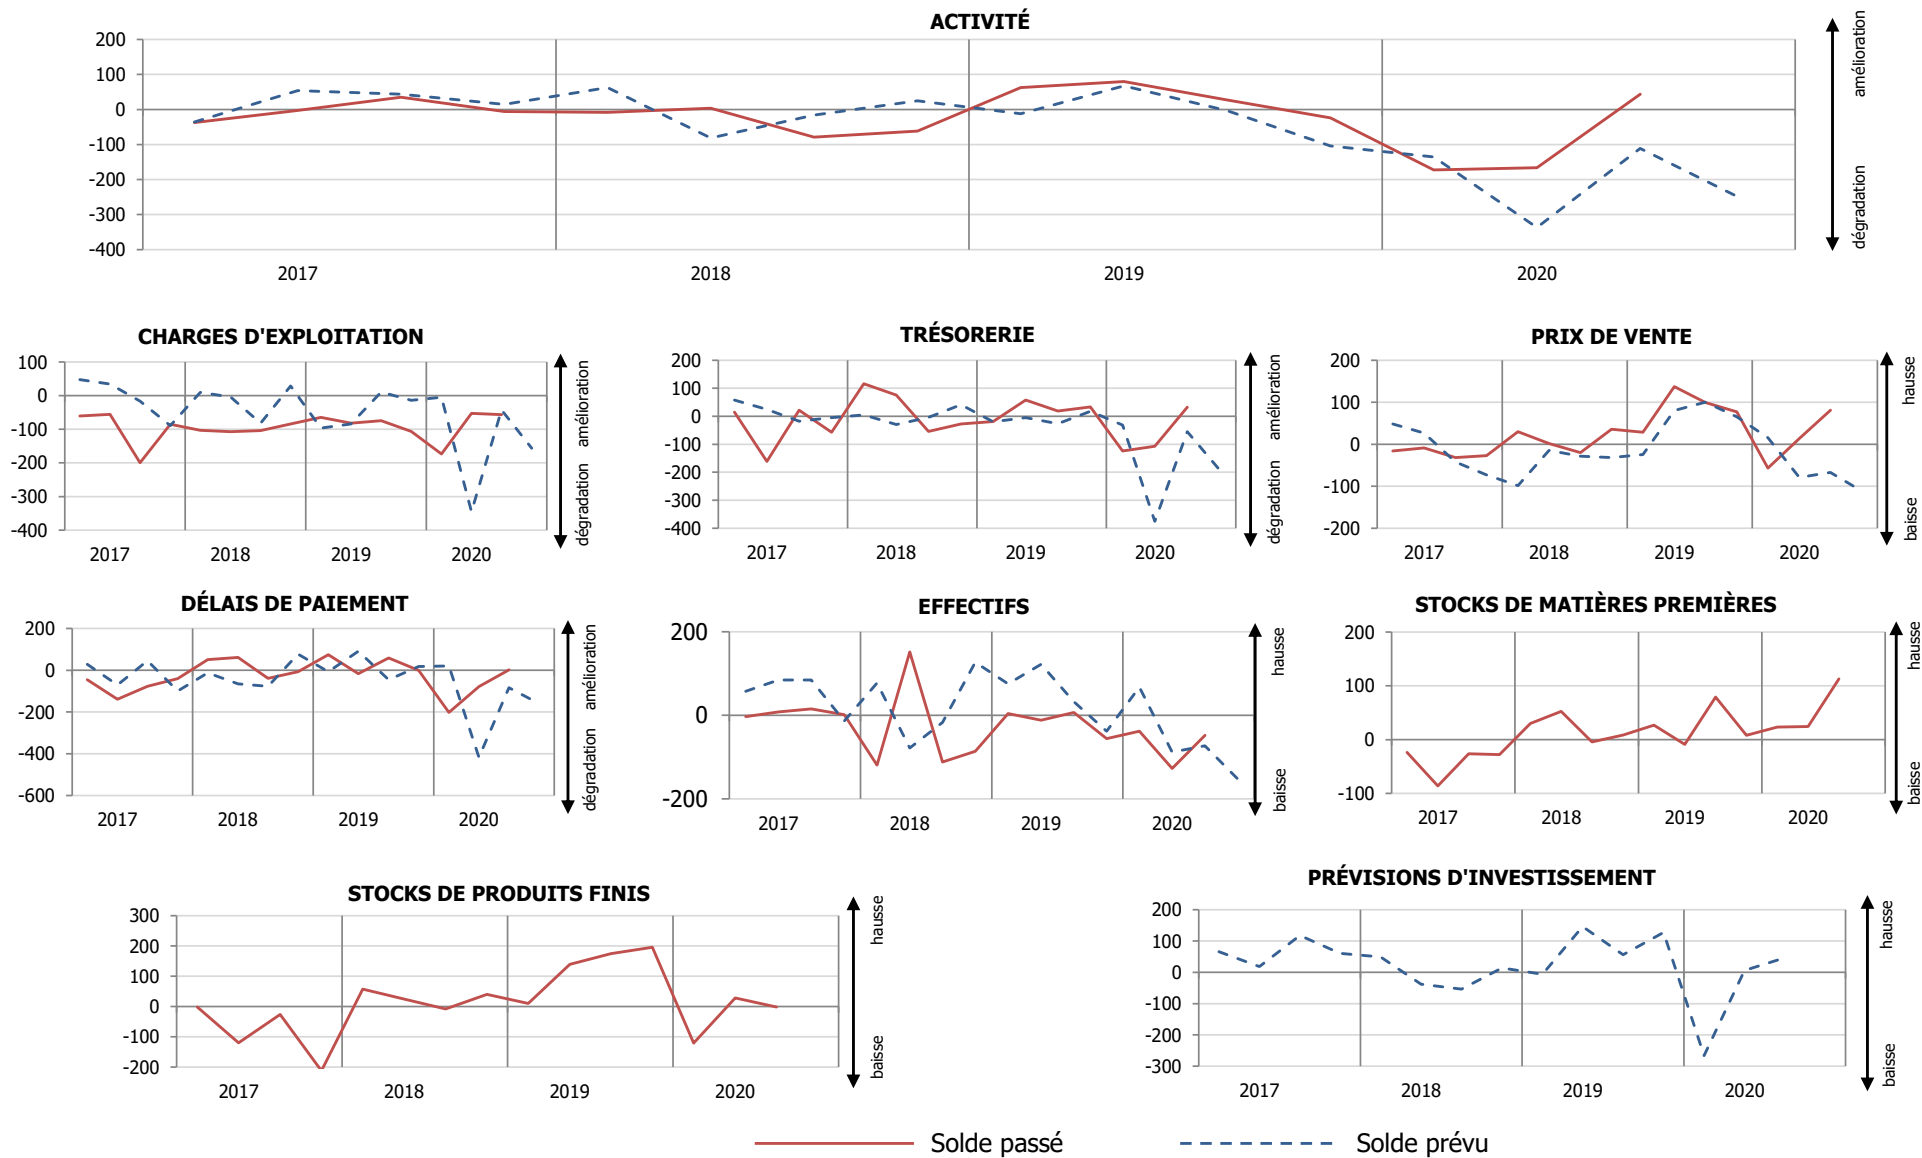 ACTIVITÉ
200
100
0
-100
-200
-300
-400
2017 2018 2019 2020
amélioration
dégradation
CHARGES D'EXPLOITATION
100
0
-100
-200
-300
-400
2017 2018 2019 2020
amélioration
dégradation
TRÉSORERIE
200
100
0
-100
-200
-300
-400
2017 2018 2019 2020
amélioration
dégradation
PRIX DE VENTE
200
100
0
-100
-200
2017 2018 2019 2020
hausse
baisse
DÉLAIS DE PAIEMENT
200
0
-200
-400
-600
2017 2018 2019 2020
amélioration
dégradation
EFFECTIFS
200
0
-200
2017 2018 2019 2020
hausse
baisse
STOCKS DE MATIÈRES PREMIÈRES
200
100
0
-100
2017 2018 2019 2020
hausse
baisse
STOCKS DE PRODUITS FINIS
300
200
100
0
-100
-200
2017 2018 2019 2020
hausse
baisse
PRÉVISIONS D'INVESTISSEMENT
200
100
0
-100
-200
-300
2017 2018 2019 2020
hausse
baisse
Solde passé Solde prévu